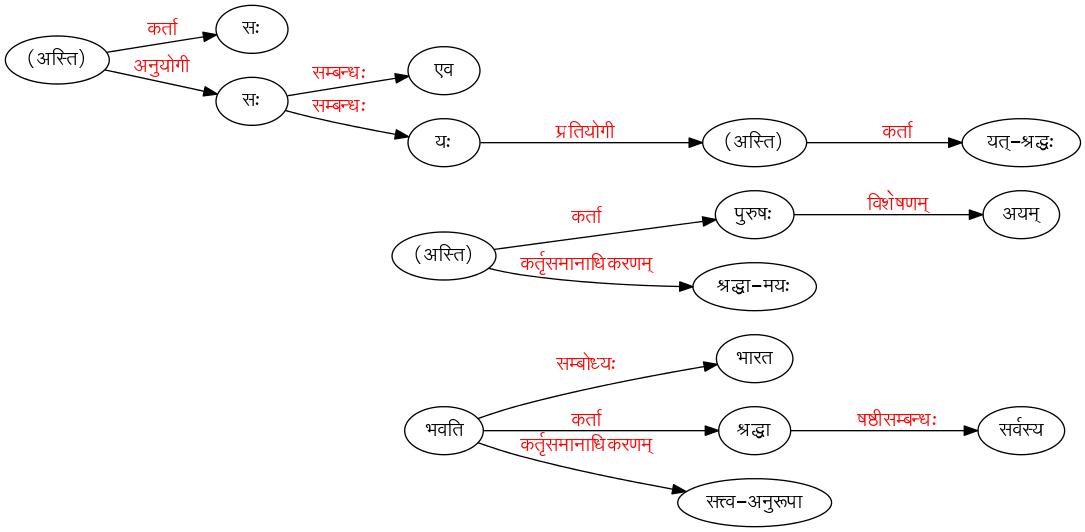 कर्ता सः
(अस्ति)
अनुयोगी
सः सम्बन्धः एव
सम्बन्धः
यः प्रतियोगी (अस्ति) कर्ता यत्-श्रद्धः
कर्ता पुरुषः विशेषणम् अयम्
(अस्ति)
कर्तृसमानाधिकरणम् श्रद्धा-मयः
सम्बोध्यः भारत
भवति कर्ता श्रद्धा षष्ठीसम्बन्धः सर्वस्य
कर्तृसमानाधिकरणम्
सत्त्व-अनुरूपा